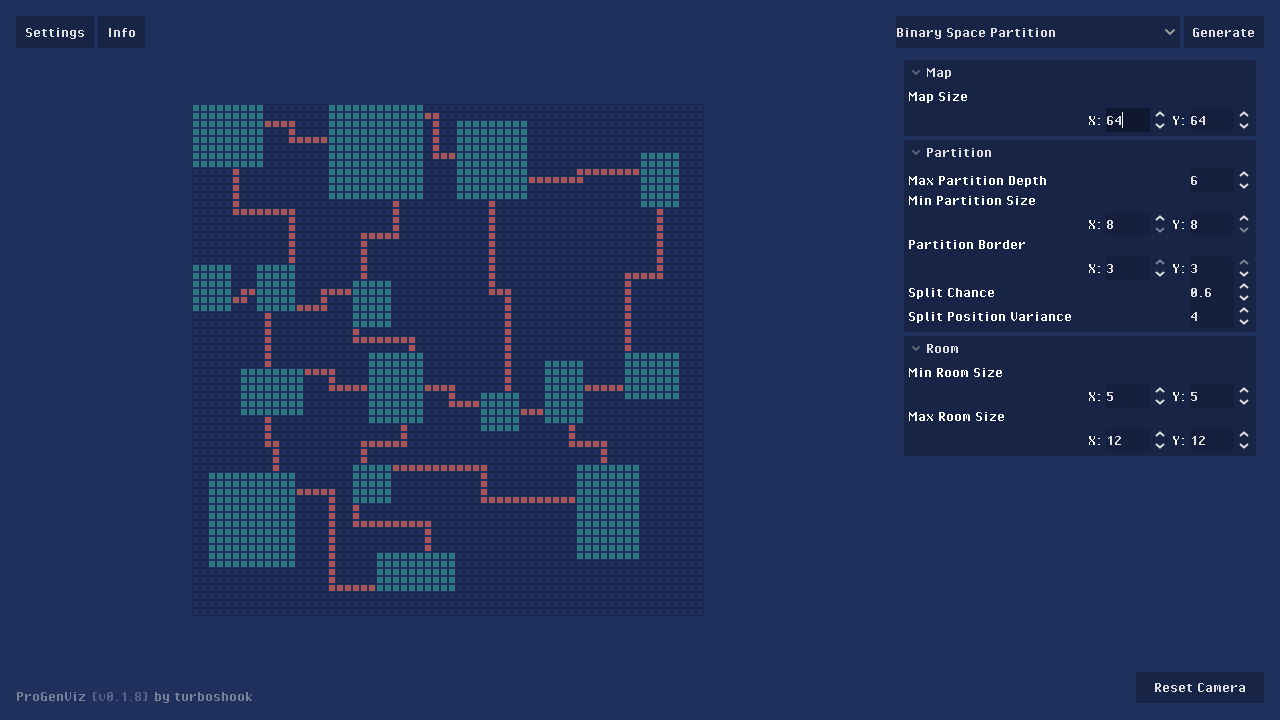 Settings Info
Binary Space Partition Generate
Map
Map Size
X: 64 Y: 64
Partition
Max Partition Depth 6
Min Partition Size
X: 8 Y: 8
Partition Border
X: 3 Y: 3
Split Chance 0.6
Split Position Variance 4
Room
Min Room Size
X: 5 Y: 5
Max Room Size
X: 12 Y: 12
ProGenViz [v0.1.8] by turboshook
Reset Camera